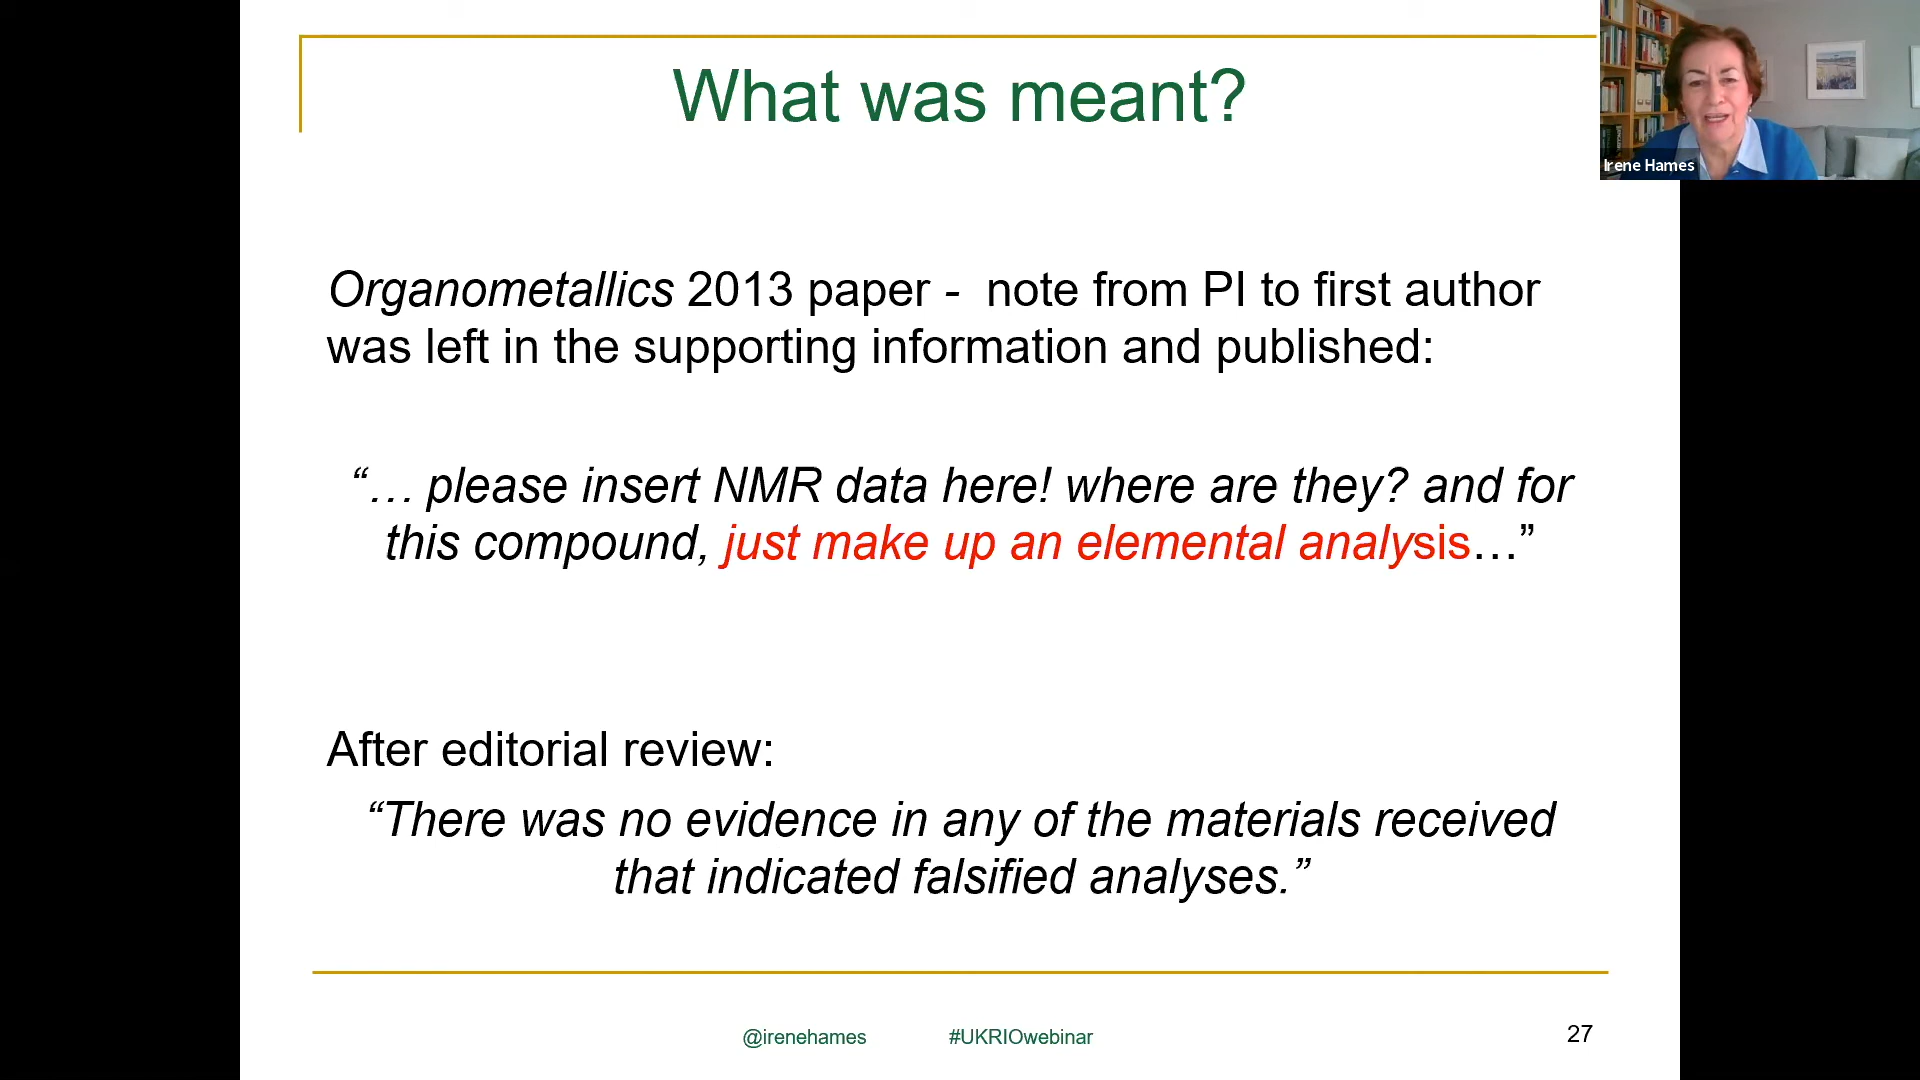 What was meant?
Irene Hames
Organometallics 2013 paper -  note from PI to first author
was left in the supporting information and published:
“… please insert NMR data here! where are they? and for
this compound, just make up an elemental analysis…”
After editorial review:
“There was no evidence in any of the materials received
that indicated falsified analyses.”
@irenehames
#UKRIOwebinar
27